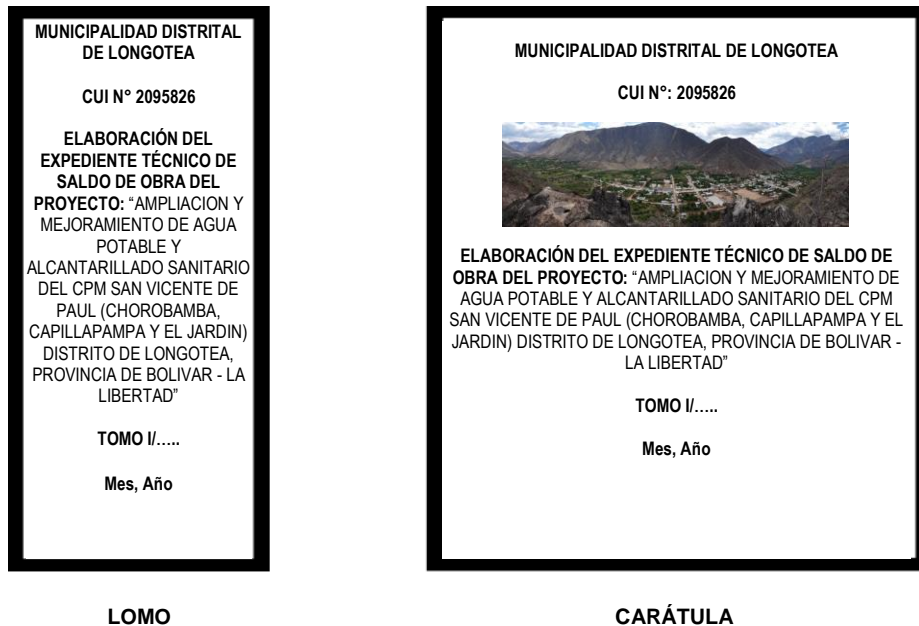 MUNICIPALIDAD DISTRITAL
DE LONGOTEA
CUI N° 2095826
ELABORACIÓN DEL
EXPEDIENTE TÉCNICO DE
SALDO DE OBRA DEL
PROYECTO: “AMPLIACION Y
MEJORAMIENTO DE AGUA
POTABLE Y
ALCANTARILLADO SANITARIO
DEL CPM SAN VICENTE DE
PAUL (CHOROBAMBA,
CAPILLAPAMPA Y EL JARDIN)
DISTRITO DE LONGOTEA,
PROVINCIA DE BOLIVAR - LA
LIBERTAD”
TOMO I/…..
Mes, Año
LOMO
MUNICIPALIDAD DISTRITAL DE LONGOTEA
CUI N°: 2095826
ELABORACIÓN DEL EXPEDIENTE TÉCNICO DE SALDO DE
OBRA DEL PROYECTO: “AMPLIACION Y MEJORAMIENTO DE
AGUA POTABLE Y ALCANTARILLADO SANITARIO DEL CPM
SAN VICENTE DE PAUL (CHOROBAMBA, CAPILLAPAMPA Y EL
JARDIN) DISTRITO DE LONGOTEA, PROVINCIA DE BOLIVAR -
LA LIBERTAD”
TOMO I/…..
Mes, Año
CARÁTULA